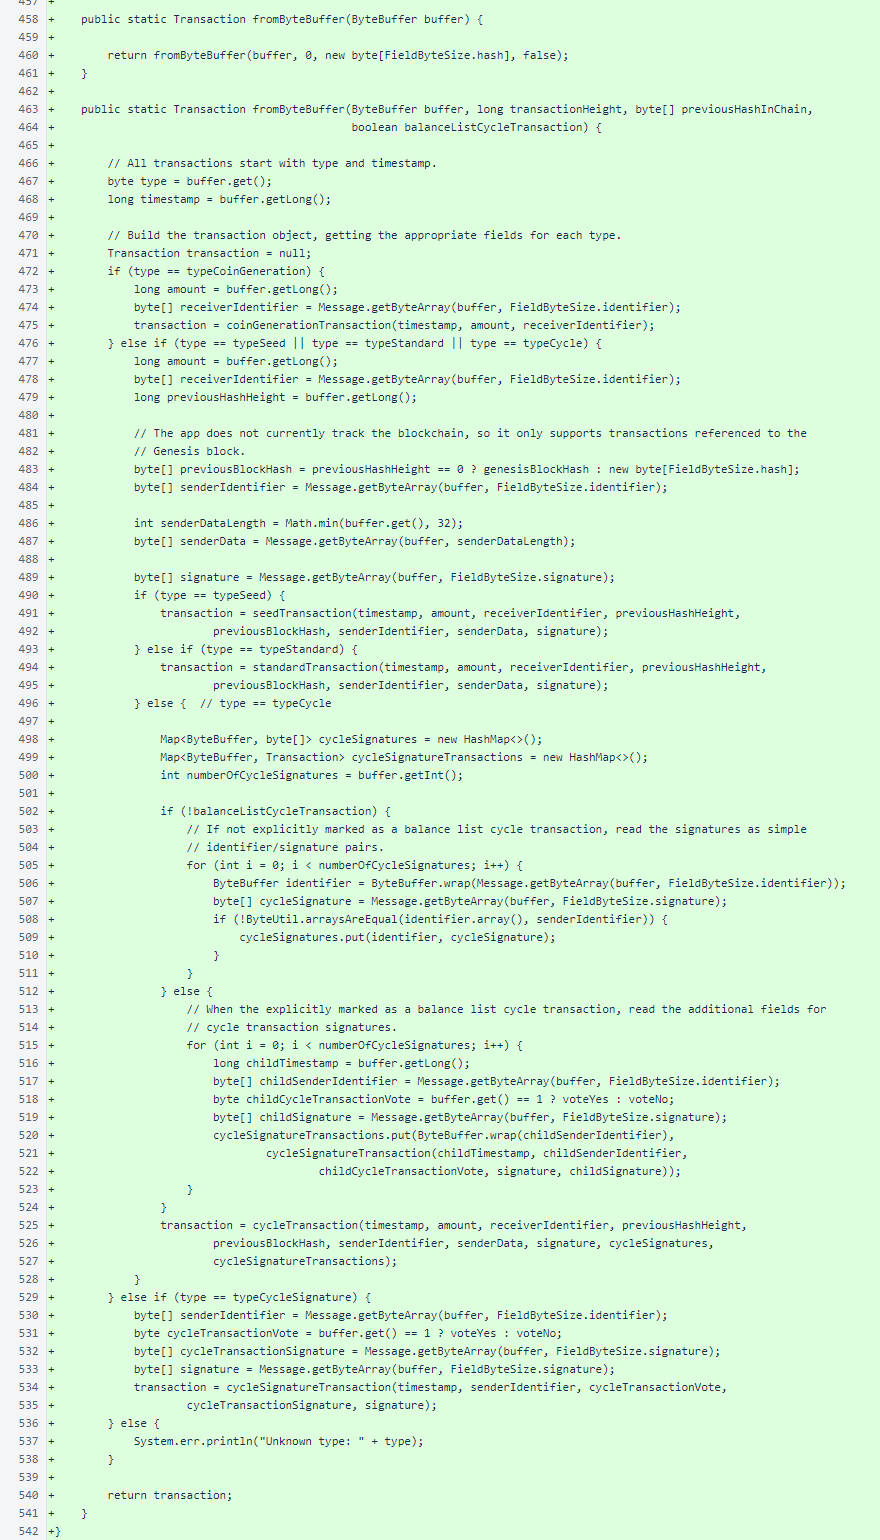 457 +
458 +    public static Transaction fromByteBuffer(ByteBuffer buffer) {
459 +
460 +        return fromByteBuffer(buffer, 0, new byte[FieldByteSize.hash], false);
461 +    }
462 +
463 +    public static Transaction fromByteBuffer(ByteBuffer buffer, long transactionHeight, byte[] previousHashInChain,
464 +                                             boolean balanceListCycleTransaction) {
465 +
466 +        // All transactions start with type and timestamp.
467 +        byte type = buffer.get();
468 +        long timestamp = buffer.getLong();
469 +
470 +        // Build the transaction object, getting the appropriate fields for each type.
471 +        Transaction transaction = null;
472 +        if (type == typeCoinGeneration) {
473 +            long amount = buffer.getLong();
474 +            byte[] receiverIdentifier = Message.getByteArray(buffer, FieldByteSize.identifier);
475 +            transaction = coinGenerationTransaction(timestamp, amount, receiverIdentifier);
476 +        } else if (type == typeSeed || type == typeStandard || type == typeCycle) {
477 +            long amount = buffer.getLong();
478 +            byte[] receiverIdentifier = Message.getByteArray(buffer, FieldByteSize.identifier);
479 +            long previousHashHeight = buffer.getLong();
480 +
481 +            // The app does not currently track the blockchain, so it only supports transactions referenced to the
482 +            // Genesis block.
483 +            byte[] previousBlockHash = previousHashHeight == 0 ? genesisBlockHash : new byte[FieldByteSize.hash];
484 +            byte[] senderIdentifier = Message.getByteArray(buffer, FieldByteSize.identifier);
485 +
486 +            int senderDataLength = Math.min(buffer.get(), 32);
487 +            byte[] senderData = Message.getByteArray(buffer, senderDataLength);
488 +
489 +            byte[] signature = Message.getByteArray(buffer, FieldByteSize.signature);
490 +            if (type == typeSeed) {
491 +                transaction = seedTransaction(timestamp, amount, receiverIdentifier, previousHashHeight,
492 +                        previousBlockHash, senderIdentifier, senderData, signature);
493 +            } else if (type == typeStandard) {
494 +                transaction = standardTransaction(timestamp, amount, receiverIdentifier, previousHashHeight,
495 +                        previousBlockHash, senderIdentifier, senderData, signature);
496 +            } else {  // type == typeCycle
497 +
498 +                Map<ByteBuffer, byte[]> cycleSignatures = new HashMap<>();
499 +                Map<ByteBuffer, Transaction> cycleSignatureTransactions = new HashMap<>();
500 +                int numberOfCycleSignatures = buffer.getInt();
501 +
502 +                if (!balanceListCycleTransaction) {
503 +                    // If not explicitly marked as a balance list cycle transaction, read the signatures as simple
504 +                    // identifier/signature pairs.
505 +                    for (int i = 0; i < numberOfCycleSignatures; i++) {
506 +                        ByteBuffer identifier = ByteBuffer.wrap(Message.getByteArray(buffer, FieldByteSize.identifier));
507 +                        byte[] cycleSignature = Message.getByteArray(buffer, FieldByteSize.signature);
508 +                        if (!ByteUtil.arraysAreEqual(identifier.array(), senderIdentifier)) {
509 +                            cycleSignatures.put(identifier, cycleSignature);
510 +                        }
511 +                    }
512 +                } else {
513 +                    // When the explicitly marked as a balance list cycle transaction, read the additional fields for
514 +                    // cycle transaction signatures.
515 +                    for (int i = 0; i < numberOfCycleSignatures; i++) {
516 +                        long childTimestamp = buffer.getLong();
517 +                        byte[] childSenderIdentifier = Message.getByteArray(buffer, FieldByteSize.identifier);
518 +                        byte childCycleTransactionVote = buffer.get() == 1 ? voteYes : voteNo;
519 +                        byte[] childSignature = Message.getByteArray(buffer, FieldByteSize.signature);
520 +                        cycleSignatureTransactions.put(ByteBuffer.wrap(childSenderIdentifier),
521 +                                cycleSignatureTransaction(childTimestamp, childSenderIdentifier,
522 +                                        childCycleTransactionVote, signature, childSignature));
523 +                    }
524 +                }
525 +                transaction = cycleTransaction(timestamp, amount, receiverIdentifier, previousHashHeight,
526 +                        previousBlockHash, senderIdentifier, senderData, signature, cycleSignatures,
527 +                        cycleSignatureTransactions);
528 +            }
529 +        } else if (type == typeCycleSignature) {
530 +            byte[] senderIdentifier = Message.getByteArray(buffer, FieldByteSize.identifier);
531 +            byte cycleTransactionVote = buffer.get() == 1 ? voteYes : voteNo;
532 +            byte[] cycleTransactionSignature = Message.getByteArray(buffer, FieldByteSize.signature);
533 +            byte[] signature = Message.getByteArray(buffer, FieldByteSize.signature);
534 +            transaction = cycleSignatureTransaction(timestamp, senderIdentifier, cycleTransactionVote,
535 +                    cycleTransactionSignature, signature);
536 +        } else {
537 +            System.err.println("Unknown type: " + type);
538 +        }
539 +
540 +        return transaction;
541 +    }
542 +}